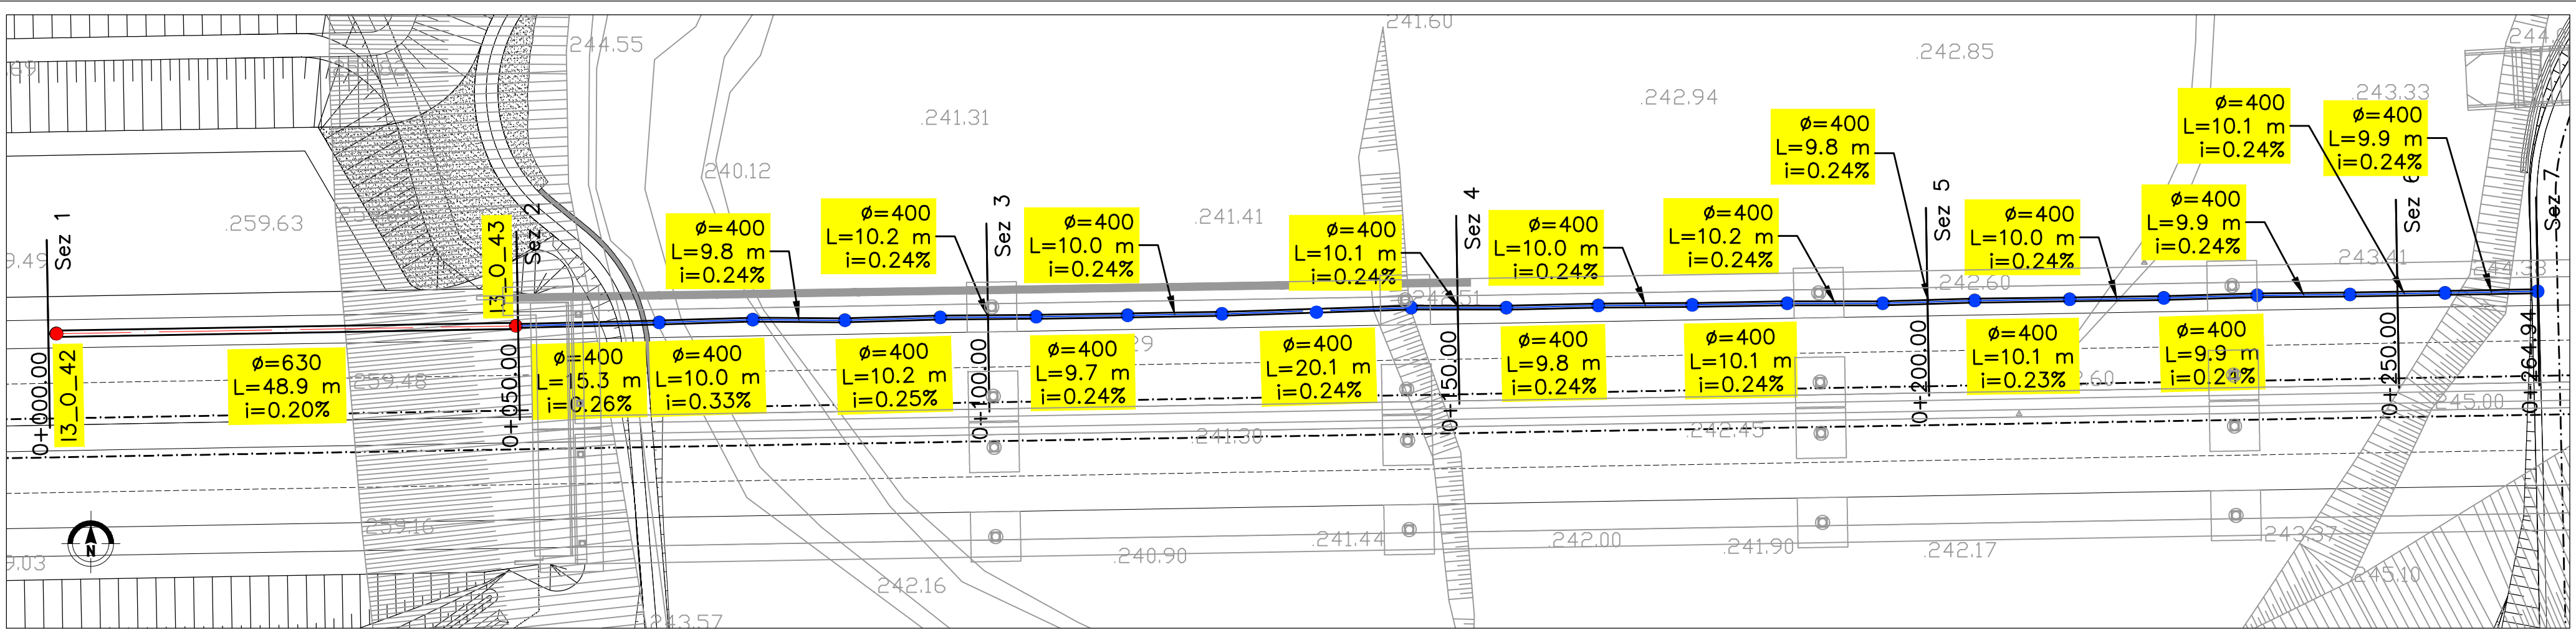 .241.60
244.55
.242.85
.242.94
.243.33
.241.31
.240.12
.259.63
.241.41
Sez 1
I3_0_43
Sez 2
ø=400
L=9.8 m
i=0.24%
ø=400
L=10.2 m
i=0.24%
Sez 3
ø=400
L=10.0 m
i=0.24%
ø=400
L=10.1 m
i=0.24%
Sez 4
ø=400
L=10.0 m
i=0.24%
ø=400
L=10.2 m
i=0.24%
ø=400
L=9.8 m
i=0.24%
Sez 5
ø=400
L=10.0 m
i=0.24%
ø=400
L=9.9 m
i=0.24%
ø=400
L=10.1 m
i=0.24%
Sez 6
ø=400
L=9.9 m
i=0.24%
Sez 7
.243.41
.242.60
.242.51
244.38
0+000.00
I3_0_42
ø=630
L=48.9 m
i=0.20%
.259.48
0+050.00
ø=400
L=15.3 m
i=0.26%
ø=400
L=10.0 m
i=0.33%
ø=400
L=10.2 m
i=0.25%
0+100.00
ø=400
L=9.7 m
i=0.24%
ø=400
L=20.1 m
i=0.24%
0+150.00
ø=400
L=9.8 m
i=0.24%
ø=400
L=10.1 m
i=0.24%
0+200.00
ø=400
L=10.1 m
i=0.23%
ø=400
L=9.9 m
i=0.24%
0+250.00
0+264.94
.245.00
.241.30
.242.45
.259.16
N
.241.44
.240.90
.242.00
.241.90
.242.17
.243.37
.242.16
.245.10
.243.57